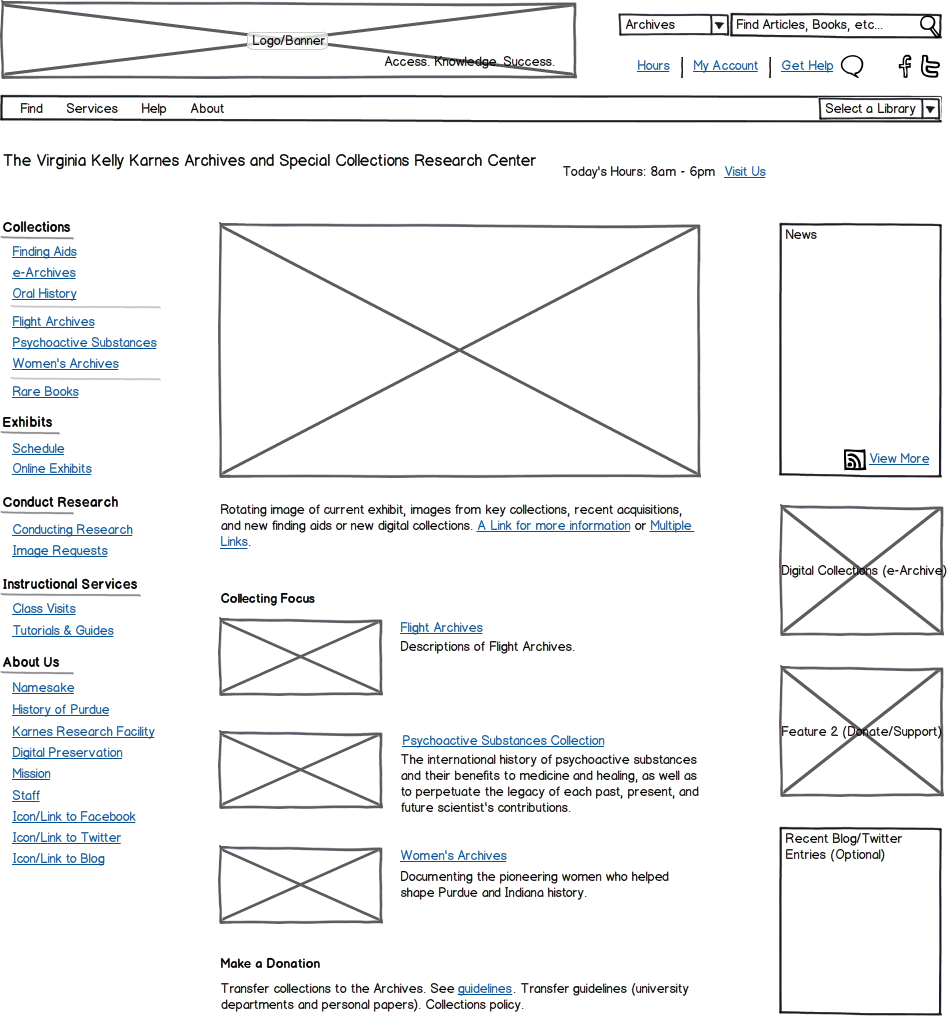 Logo/Banner
Access. Knowledge. Success.
Archives
Find Articles, Books, etc...
Hours
My Account
Get Help
Find
Services
Help
About
Select a Library
The Virginia Kelly Karnes Archives and Special Collections Research Center
Today's Hours: 8am - 6pm Visit Us
Collections
Finding Aids
e-Archives
Oral History
Flight Archives
Psychoactive Substances
Women's Archives
Rare Books
Exhibits
Schedule
Online Exhibits
Conduct Research
Conducting Research
Image Requests
Instructional Services
Class Visits
Tutorials & Guides
About Us
Namesake
History of Purdue
Karnes Research Facility
Digital Preservation
Mission
Staff
Icon/Link to Facebook
Icon/Link to Twitter
Icon/Link to Blog
Rotating image of current exhibit, images from key collections, recent acquisitions,
and new finding aids or new digital collections. A Link for more information or Multiple
Links.
Collecting Focus
Flight Archives
Descriptions of Flight Archives.
Psychoactive Substances Collection
The international history of psychoactive substances
and their benefits to medicine and healing, as well as
to perpetuate the legacy of each past, present, and
future scientist's contributions.
Women's Archives
Documenting the pioneering women who helped
shape Purdue and Indiana history.
Make a Donation
Transfer collections to the Archives. See guidelines. Transfer guidelines (university
departments and personal papers). Collections policy.
News
View More
Digital Collections (e-Archive)
Feature 2 (Donate/Support)
Recent Blog/Twitter
Entries (Optional)